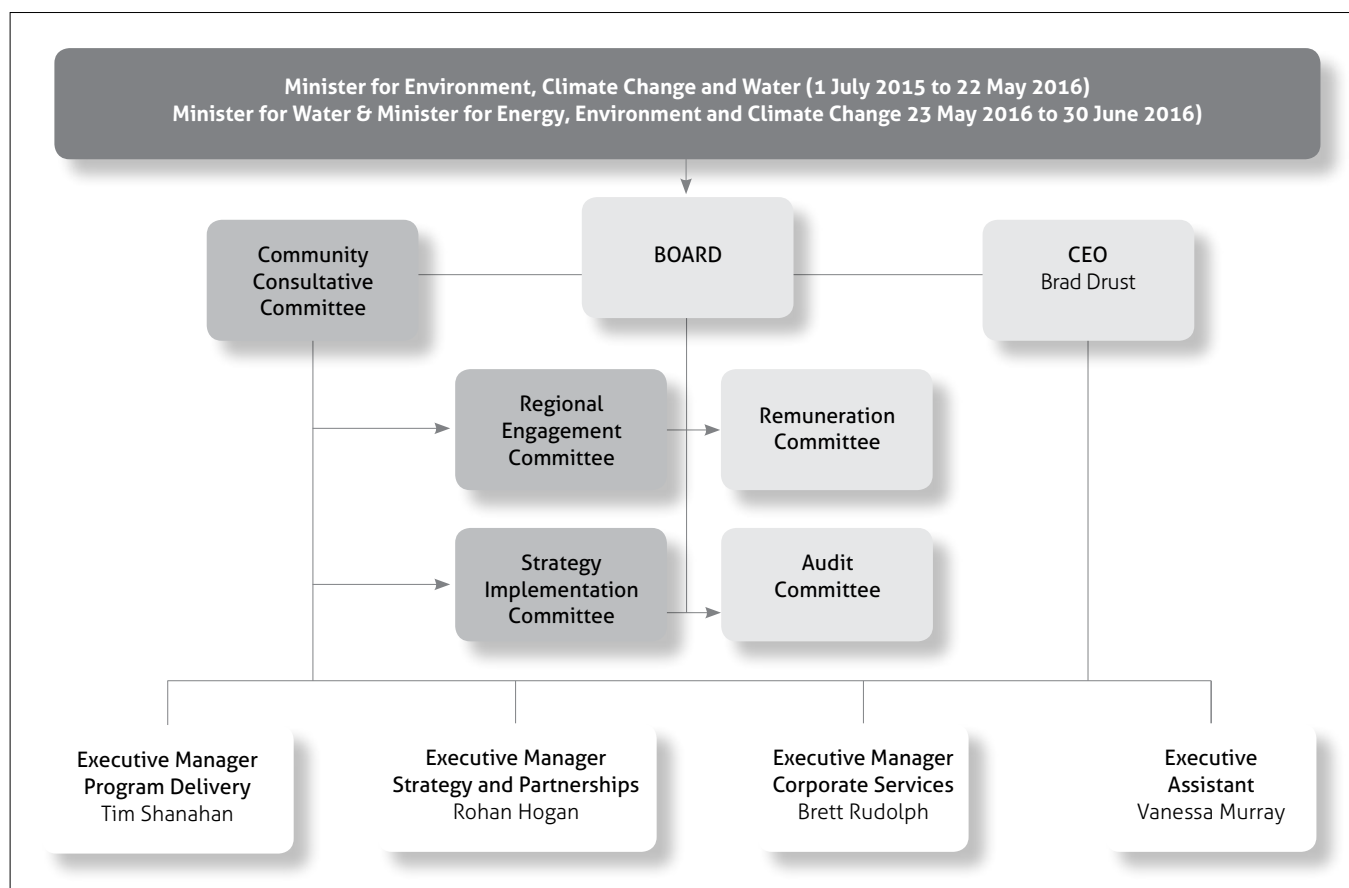 Minister for Environment, Climate Change and Water (1 July 2015 to 22 May 2016)
Minister for Water & Minister for Energy, Environment and Climate Change 23 May 2016 to 30 June 2016)
Community
Consultative
Committee
BOARD
CEO
Brad Drust
Regional
Engagement
Committee
Remuneration
Committee
Strategy
Implementation
Committee
Audit
Committee
Executive Manager
Program Delivery
Tim Shanahan
Executive Manager
Strategy and Partnerships
Rohan Hogan
Executive Manager
Corporate Services
Brett Rudolph
Executive
Assistant
Vanessa Murray